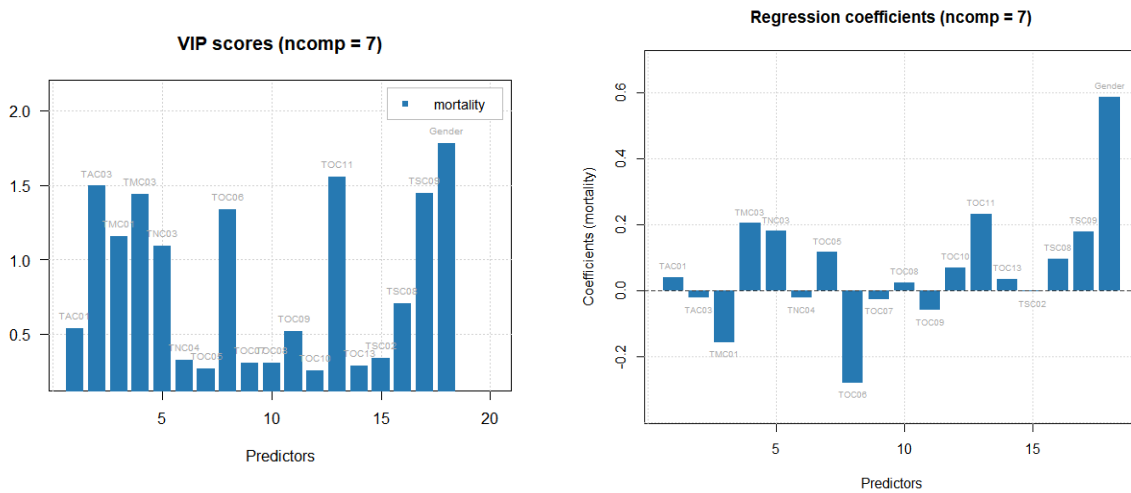 VIP scores (ncomp = 7)
mortality
2.0
1.5
1.0
0.5
TAC01
TAC03
TMC01
TMC03
TNC03
TNC04
TOC05
TOC06
TOC07
TOC08
TOC09
TOC10
TOC11
TOC13
TSC02
TSC08
TSC09
Gender
5
10
15
20
Predictors
Regression coefficients (ncomp = 7)
Coefficients (mortality)
0.6
0.4
0.2
0.0
-0.2
TAC01
TAC03
TMC01
TMC03
TNC03
TNC04
TOC05
TOC06
TOC07
TOC08
TOC09
TOC10
TOC11
TOC13
TSC02
TSC08
TSC09
Gender
5
10
15
Predictors